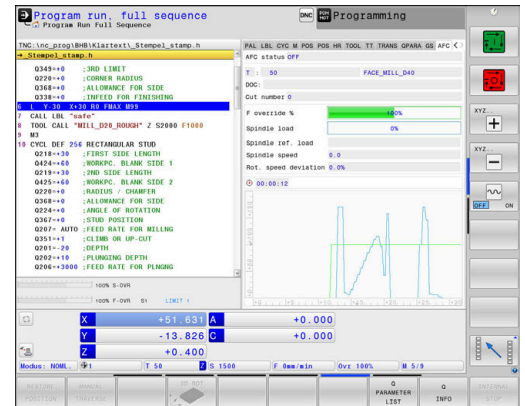 Program run, full sequence
Program Run Full Sequence
DNC
Programming
TNC:\nc_prog\BHB\Klartext\_Stempel_stamp.h
→_Stempel_stamp.h
Q349=+0 ;3RD LIMIT
Q220=+0 ;CORNER RADIUS
Q368=+0 ;ALLOWANCE FOR SIDE
Q338=+0 ;INFEED FOR FINISHING
6 L Y-30 X+30 R0 FMAX M99
7 CALL LBL "safe"
8 TOOL CALL "MILL_D20_ROUGH" Z S2000 F1000
9 M3
10 CYCL DEF 256 RECTANGULAR STUD
Q218=+30 ;FIRST SIDE LENGTH
Q424=+60 ;WORKPC. BLANK SIDE 1
Q219=+30 ;2ND SIDE LENGTH
Q425=+60 ;WORKPC. BLANK SIDE 2
Q220=+0 ;RADIUS / CHAMFER
Q368=+0 ;ALLOWANCE FOR SIDE
Q224=+0 ;ANGLE OF ROTATION
Q367=+0 ;STUD POSITION
Q207= AUTO ;FEED RATE FOR MILLNG
Q351=+1 ;CLIMB OR UP-CUT
Q201=-20 ;DEPTH
Q202=+10 ;PLUNGING DEPTH
Q206=+3000 ;FEED RATE FOR PLNGNG
100% S-OVR
100% F-OVR S1 LIMIT 1
PAL LBL CYC M POS POS HR TOOL TT TRANS QPARA GS AFC
AFC status OFF
T : 50 FACE_MILL_D40
DOC:
Cut number 0
F override % 100%
Spindle load 0%
Spindle ref. load
Spindle speed 0.0
Rot. speed deviation 0.0%
00:00:12
X +51.631 A +0.000
Y -13.826 C +0.000
Z +0.400
Modus: NOML. 1 T 50 Z S 1500 F 0mm/min Ovr 100% M 5/9
RESTORE POSITION
MANUAL TRAVERSE
3D ROT
Q PARAMETER LIST
Q INFO
INTERNAL STOP
XYZ..
+
XYZ..
−
OFF ON